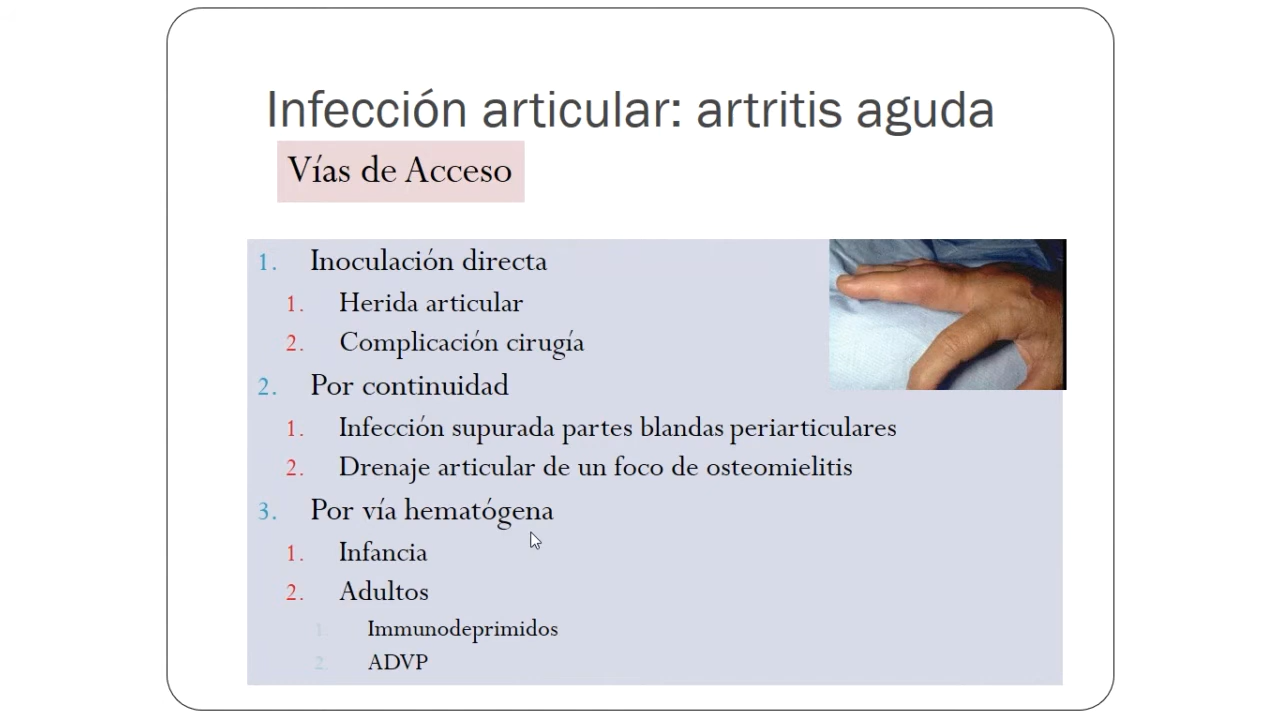 Infección articular: artritis aguda
Vías de Acceso
1. Inoculación directa
1. Herida articular
2. Complicación cirugía
2. Por continuidad
1. Infección supurada partes blandas periarticulares
2. Drenaje articular de un foco de osteomielitis
3. Por vía hematógena
1. Infancia
2. Adultos
1. Immunodeprimidos
2. ADVP